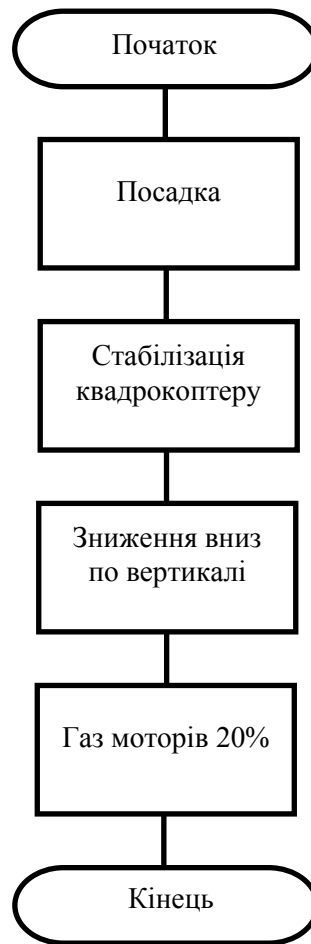 Початок
Посадка
Стабілізація
квадрокоптеру
Зниження вниз
по вертикалі
Газ моторів 20%
Кінець